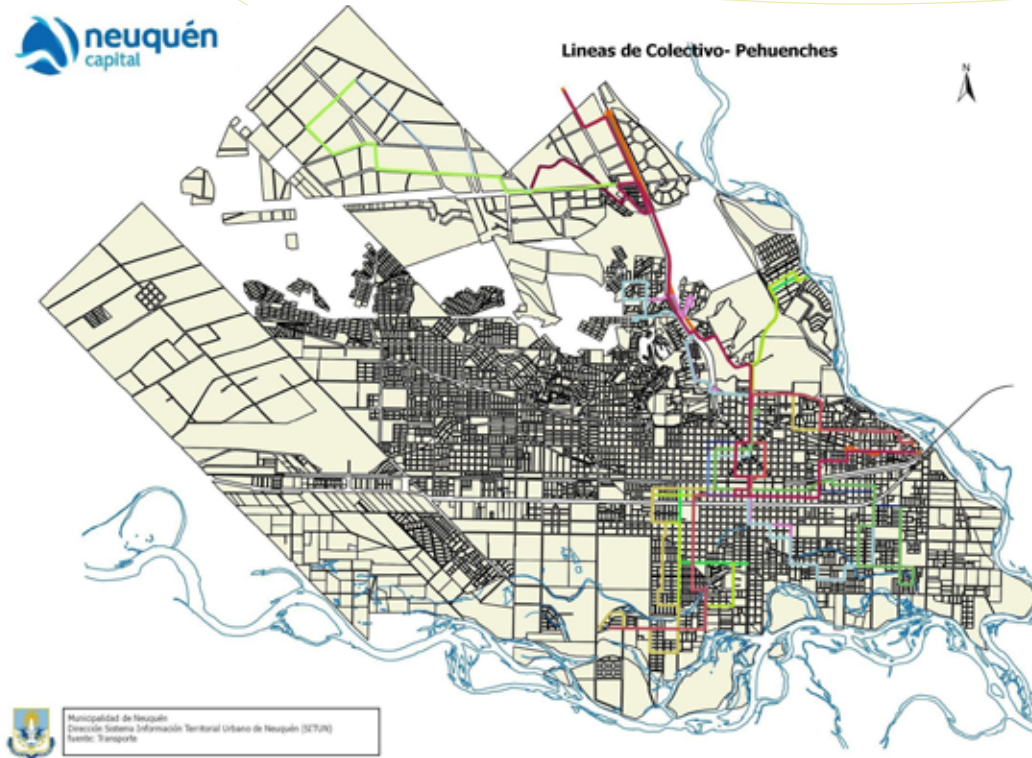 neuquén
capital
Lineas de Colectivo- Pehuenches
N
Municipalidad de Neuquén
Dirección Sistema Información Territorial Urbano de Neuquén (SITUN)
fuente: Transporte